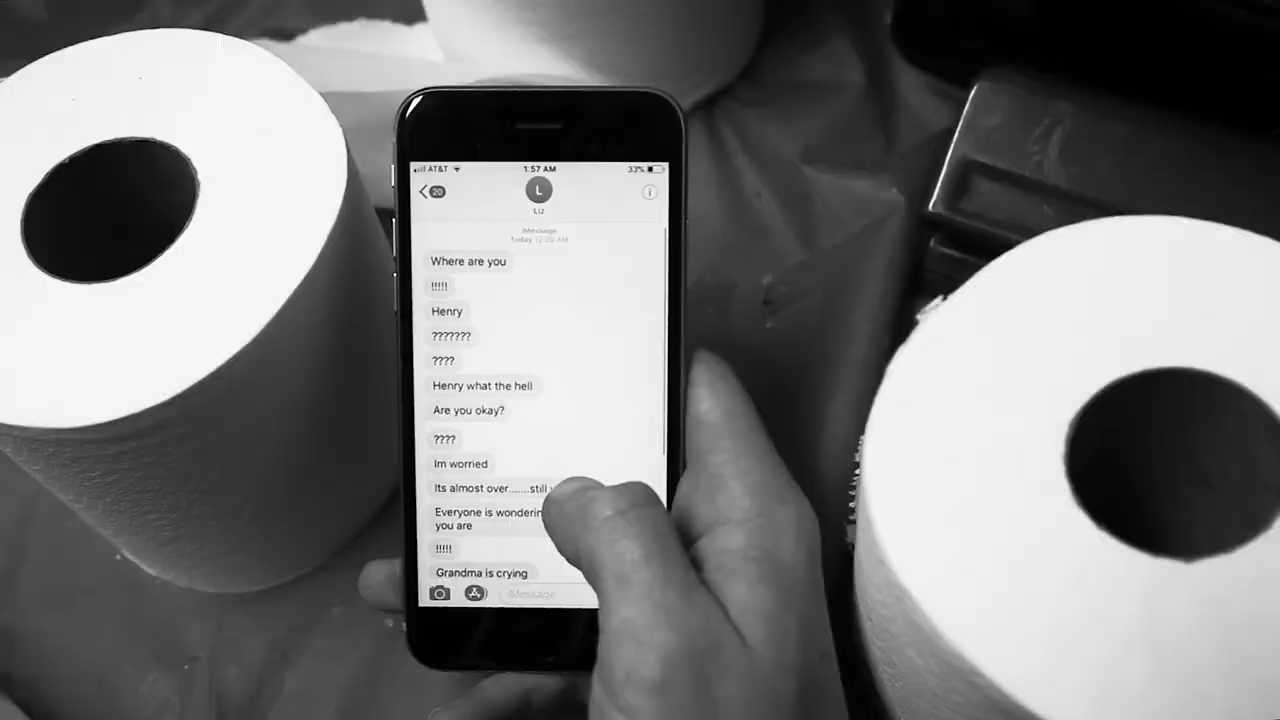 AT&T 1:57 AM 33%
20
L
Liz
iMessage
Today
Where are you
!!!!!
Henry
???????
????
Henry what the hell
Are you okay?
????
Im worried
Its almost over.......still
Everyone is wonderin
you are
!!!!!
Grandma is crying
iMessage